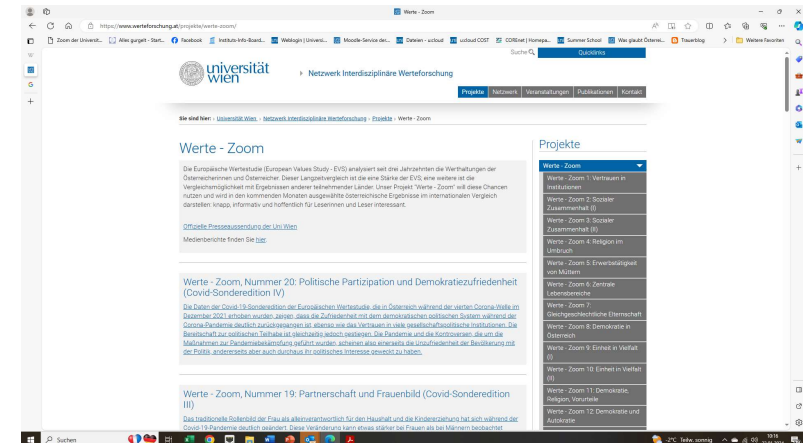 Werte - Zoom
https://www.werteforschung.at/projekte/werte-zoom/
Zoom der Universit...
Alles gurgelt - Start...
Facebook
Instituts-Info-Board...
Weblogin | Universi...
Moodle-Service des...
Dateien - u:cloud
u:cloud COST
COREnet | Homepa...
Summer School
Was glaubt Österrei...
Trauerblog
Weitere Favoriten
Suche
Quicklinks
universität
wien
Netzwerk Interdisziplinäre Werteforschung
Projekte Netzwerk Veranstaltungen Publikationen Kontakt
Sie sind hier: Universität Wien Netzwerk Interdisziplinäre Werteforschung Projekte Werte - Zoom
Werte - Zoom
Die Europäische Wertestudie (European Values Study - EVS) analysiert seit drei Jahrzehnten die Werthaltungen der
Österreicherinnen und Österreicher. Dieser Langzeitvergleich ist die eine Stärke der EVS; eine weitere ist die
Vergleichsmöglichkeit mit Ergebnissen anderer teilnehmender Länder. Unser Projekt "Werte - Zoom" will diese Chancen
nutzen und wird in den kommenden Monaten ausgewählte österreichische Ergebnisse im internationalen Vergleich
darstellen: knapp, informativ und hoffentlich für Leserinnen und Leser interessant.
Offizielle Presseaussendung der Uni Wien
Medienberichte finden Sie hier.
Werte - Zoom, Nummer 20: Politische Partizipation und Demokratiezufriedenheit
(Covid-Sonderedition IV)
Die Daten der Covid-19-Sonderedition der Europäischen Wertestudie, die in Österreich während der vierten Corona-Welle im
Dezember 2021 erhoben wurden, zeigen, dass die Zufriedenheit mit dem demokratischen politischen System während der
Corona-Pandemie deutlich zurückgegangen ist, ebenso wie das Vertrauen in viele gesellschaftspolitische Institutionen. Die
Bereitschaft zur politischen Teilhabe ist gleichzeitig jedoch gestiegen. Die Pandemie und die Kontroversen, die um die
Maßnahmen zur Pandemiebekämpfung geführt wurden, scheinen also einerseits die Unzufriedenheit der Bevölkerung mit
der Politik, andererseits aber auch durchaus ihr politisches Interesse geweckt zu haben.
Werte - Zoom, Nummer 19: Partnerschaft und Frauenbild (Covid-Sonderedition
III)
Das traditionelle Rollenbild der Frau als alleinverantwortlich für den Haushalt und die Kindererziehung hat sich während der
Covid-19-Pandemie deutlich geändert. Diese Veränderung kann etwas stärker bei Frauen als bei Männern beobachtet
Projekte
Werte - Zoom
Werte - Zoom 1: Vertrauen in
Institutionen
Werte - Zoom 2: Sozialer
Zusammenhalt (I)
Werte - Zoom 3: Sozialer
Zusammenhalt (II)
Werte - Zoom 4: Religion im
Umbruch
Werte - Zoom 5: Erwerbstätigkeit
von Müttern
Werte - Zoom 6: Zentrale
Lebensbereiche
Werte - Zoom 7:
Gleichgeschlechtliche Elternschaft
Werte - Zoom 8: Demokratie in
Österreich
Werte - Zoom 9: Einheit in Vielfalt
(I)
Werte - Zoom 10: Einheit in Vielfalt
(II)
Werte - Zoom 11: Demokratie,
Religion, Vorurteile
Werte - Zoom 12: Demokratie und
Autokratie
Suchen
-2°C Teilw. sonnig
10:16